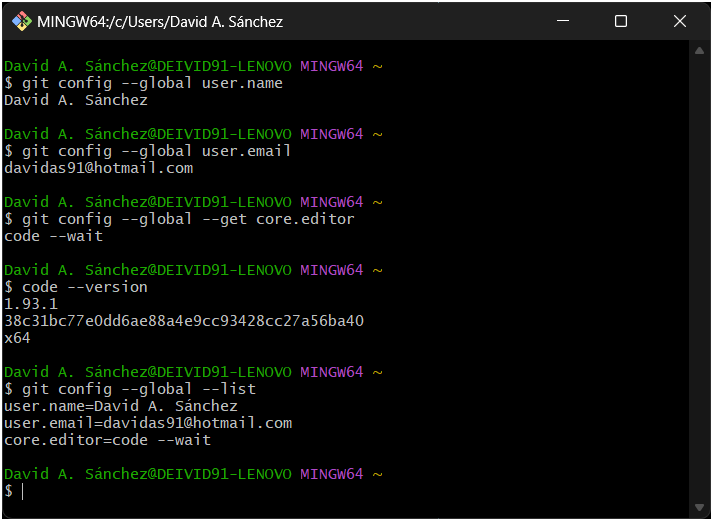 MINGW64:/c/Users/David A. Sánchez
David A. Sánchez@DEIVID91-LENOVO MINGW64 ~
$ git config --global user.name
David A. Sánchez
David A. Sánchez@DEIVID91-LENOVO MINGW64 ~
$ git config --global user.email
davidas91@hotmail.com
David A. Sánchez@DEIVID91-LENOVO MINGW64 ~
$ git config --global --get core.editor
code --wait
David A. Sánchez@DEIVID91-LENOVO MINGW64 ~
$ code --version
1.93.1
38c31bc77e0dd6ae88a4e9cc93428cc27a56ba40
x64
David A. Sánchez@DEIVID91-LENOVO MINGW64 ~
$ git config --global --list
user.name=David A. Sánchez
user.email=davidas91@hotmail.com
core.editor=code --wait
David A. Sánchez@DEIVID91-LENOVO MINGW64 ~
$